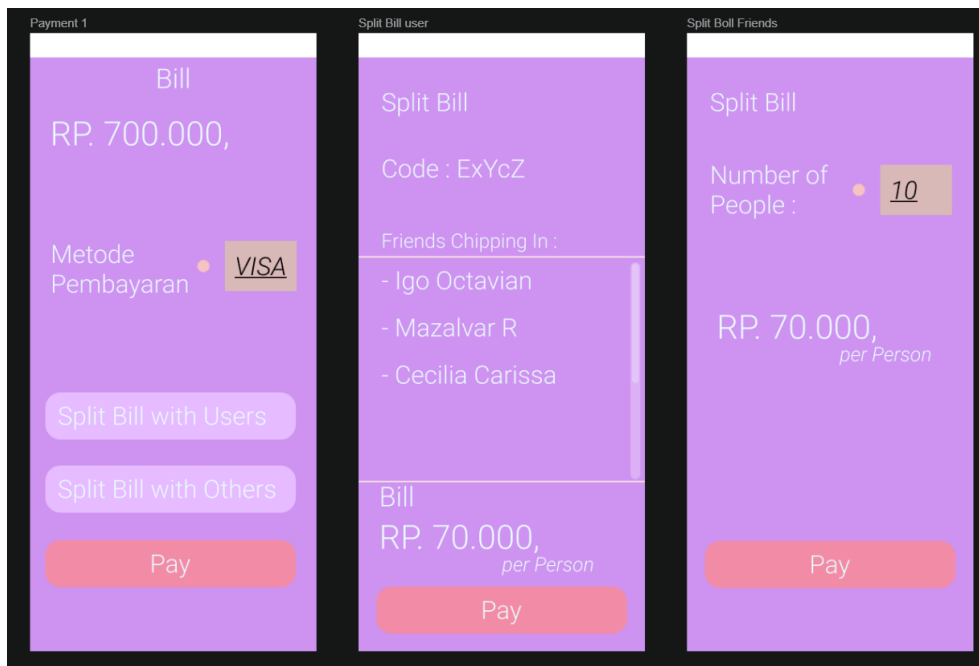 Payment 1
Bill
RP. 700.000,
Metode
Pembayaran
VISA
Split Bill with Users
Split Bill with Others
Pay
Split Bill user
Split Bill
Code : ExYcZ
Friends Chipping In :
- Igo Octavian
- Mazalvar R
- Cecilia Carissa
Bill
RP. 70.000,
per Person
Pay
Split Boll Friends
Split Bill
Number of
People :
10
RP. 70.000,
per Person
Pay